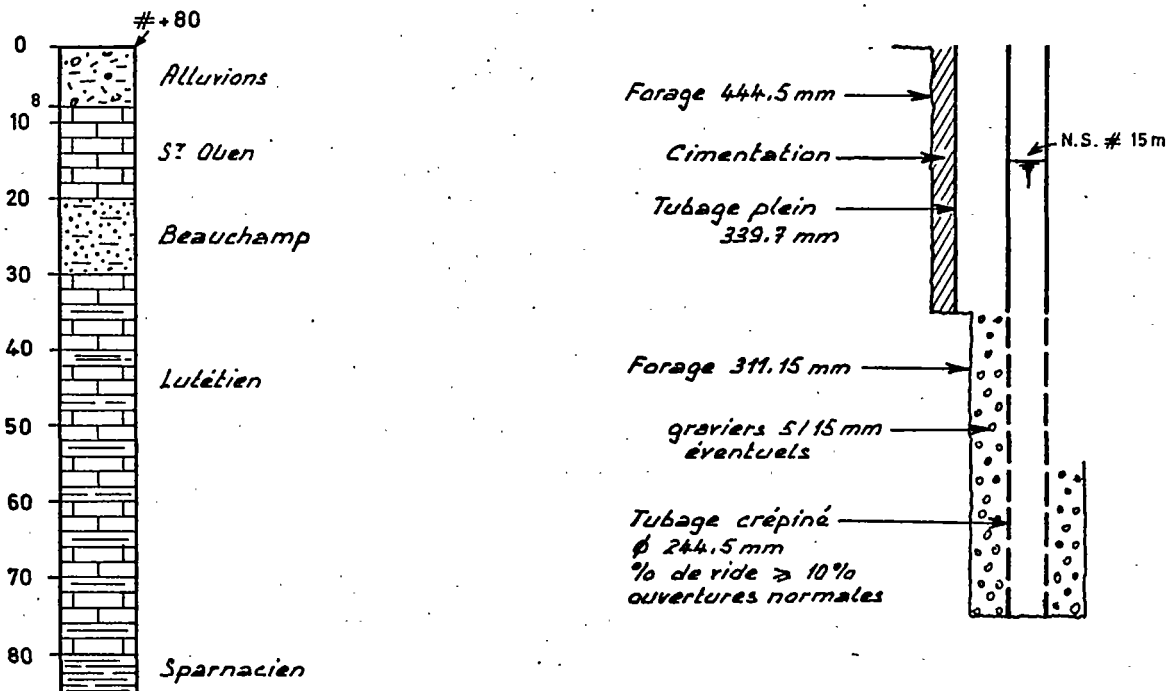 # +80
0
Alluvions
8
10
St Ouen
20
Beauchamp
30
40
Lutétien
50
60
70
80
Sparnacien
Forage 444.5 mm
Cimentation
N.S. # 15 m
Tubage plein
339.7 mm
Forage 311.15 mm
graviers 5/15 mm
éventuels
Tubage crépiné
ø 244.5 mm
% de vide ⩾ 10%
ouvertures normales